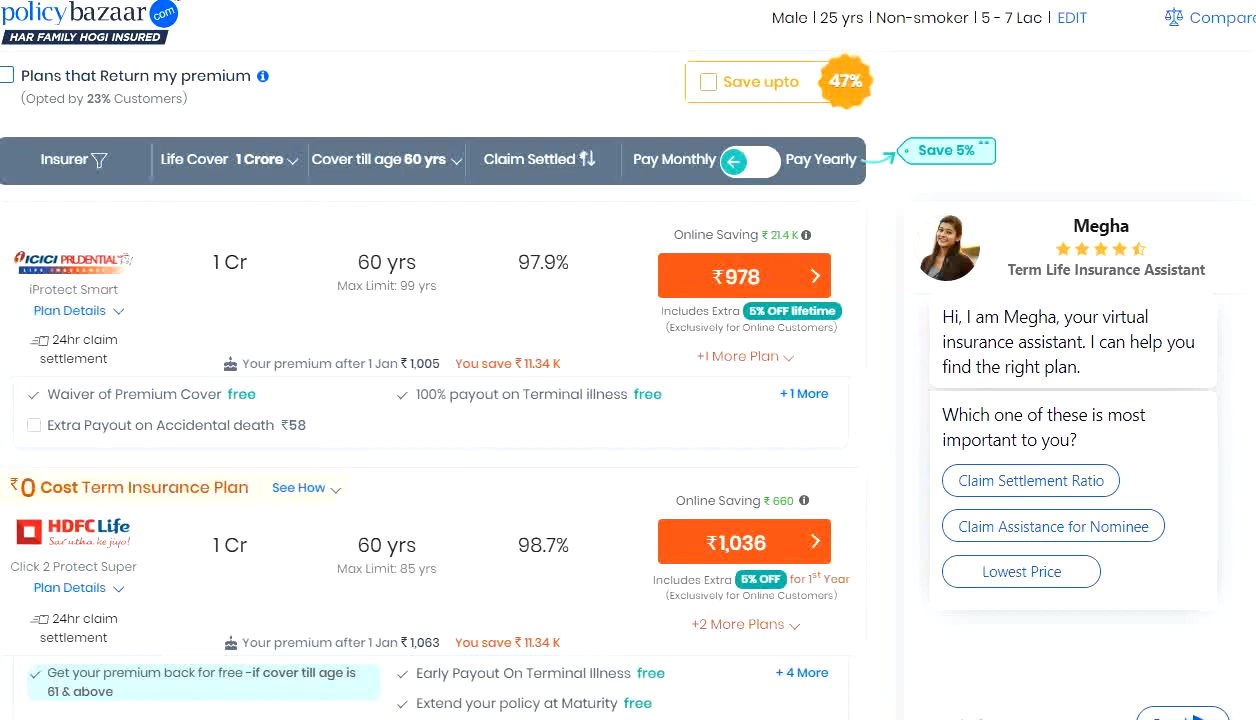 policybazaar com
HAR FAMILY HOGI INSURED
Male | 25 yrs | Non-smoker | 5 - 7 Lac | EDIT
Compare
Plans that Return my premium
(Opted by 23% Customers)
Save upto 47%
Insurer Life Cover 1 Crore Cover till age 60 yrs Claim Settled Pay Monthly Pay Yearly
Save 5%^^
ICICI PRUDENTIAL
LIFE INSURANCE
iProtect Smart
Plan Details
24hr claim
settlement
1 Cr
60 yrs
Max Limit: 99 yrs
97.9%
Online Saving ₹ 21.4 K
₹978
Includes Extra 5% OFF lifetime
(Exclusively for Online Customers)
+1 More Plan
Your premium after 1 Jan ₹ 1,005 You save ₹ 11.34 K
Waiver of Premium Cover free
100% payout on Terminal illness free
+ 1 More
Extra Payout on Accidental death ₹58
₹0 Cost Term Insurance Plan See How
HDFC Life
Sar utha ke jiyo!
Click 2 Protect Super
Plan Details
24hr claim
settlement
1 Cr
60 yrs
Max Limit: 85 yrs
98.7%
Online Saving ₹ 660
₹1,036
Includes Extra 5% OFF for 1st Year
(Exclusively for Online Customers)
+2 More Plans
Your premium after 1 Jan ₹ 1,063 You save ₹ 11.34 K
Get your premium back for free -if cover till age is
61 & above
Early Payout On Terminal Illness free
+ 4 More
Extend your policy at Maturity free
Megha
Term Life Insurance Assistant
Hi, I am Megha, your virtual
insurance assistant. I can help you
find the right plan.
Which one of these is most
important to you?
Claim Settlement Ratio
Claim Assistance for Nominee
Lowest Price